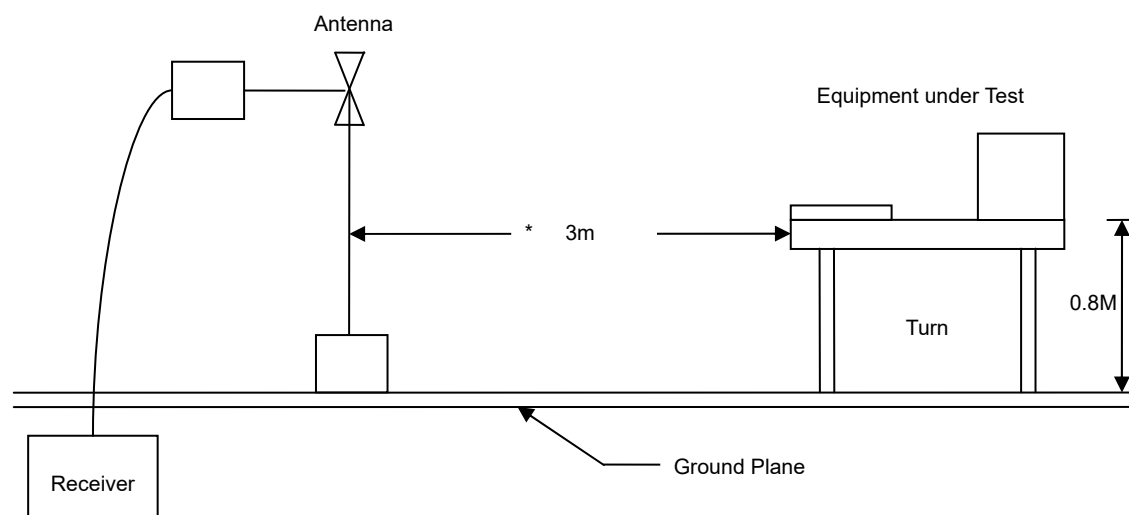 Antenna
Equipment under Test
* 3m
0.8M
Turn
Ground Plane
Receiver